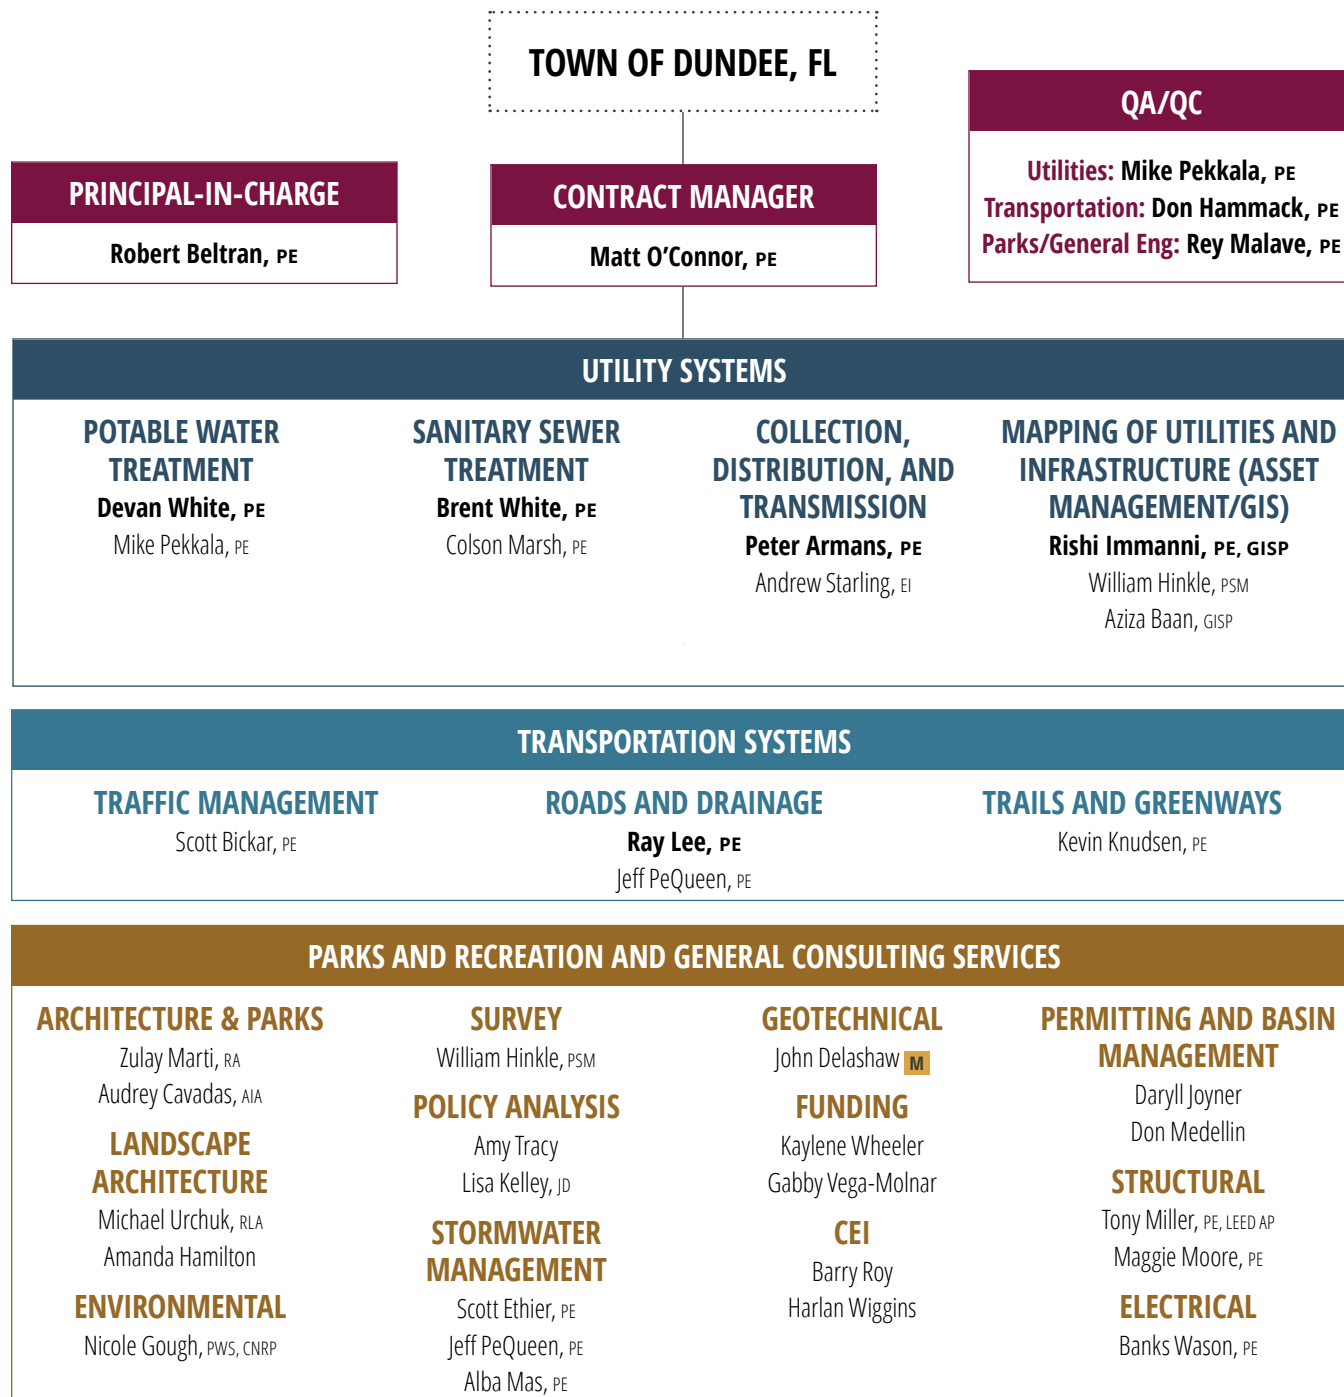 TOWN OF DUNDEE, FL
PRINCIPAL-IN-CHARGE
Robert Beltran, PE
CONTRACT MANAGER
Matt O'Connor, PE
QA/QC
Utilities: Mike Pekkala, PE
Transportation: Don Hammack, PE
Parks/General Eng: Rey Malave, PE
UTILITY SYSTEMS
POTABLE WATER
TREATMENT
Devan White, PE
Mike Pekkala, PE
SANITARY SEWER
TREATMENT
Brent White, PE
Colson Marsh, PE
COLLECTION,
DISTRIBUTION, AND
TRANSMISSION
Peter Armans, PE
Andrew Starling, EI
MAPPING OF UTILITIES AND
INFRASTRUCTURE (ASSET
MANAGEMENT/GIS)
Rishi Immanni, PE, GISP
William Hinkle, PSM
Aziza Baan, GISP
TRANSPORTATION SYSTEMS
TRAFFIC MANAGEMENT
Scott Bickar, PE
ROADS AND DRAINAGE
Ray Lee, PE
Jeff PeQueen, PE
TRAILS AND GREENWAYS
Kevin Knudsen, PE
PARKS AND RECREATION AND GENERAL CONSULTING SERVICES
ARCHITECTURE & PARKS
Zulay Marti, RA
Audrey Cavadas, AIA
LANDSCAPE
ARCHITECTURE
Michael Urchuk, RLA
Amanda Hamilton
ENVIRONMENTAL
Nicole Gough, PWS, CNRP
SURVEY
William Hinkle, PSM
POLICY ANALYSIS
Amy Tracy
Lisa Kelley, JD
STORMWATER
MANAGEMENT
Scott Ethier, PE
Jeff PeQueen, PE
Alba Mas, PE
GEOTECHNICAL
John Delashaw M
FUNDING
Kaylene Wheeler
Gabby Vega-Molnar
CEI
Barry Roy
Harlan Wiggins
PERMITTING AND BASIN
MANAGEMENT
Daryll Joyner
Don Medellin
STRUCTURAL
Tony Miller, PE, LEED AP
Maggie Moore, PE
ELECTRICAL
Banks Wason, PE